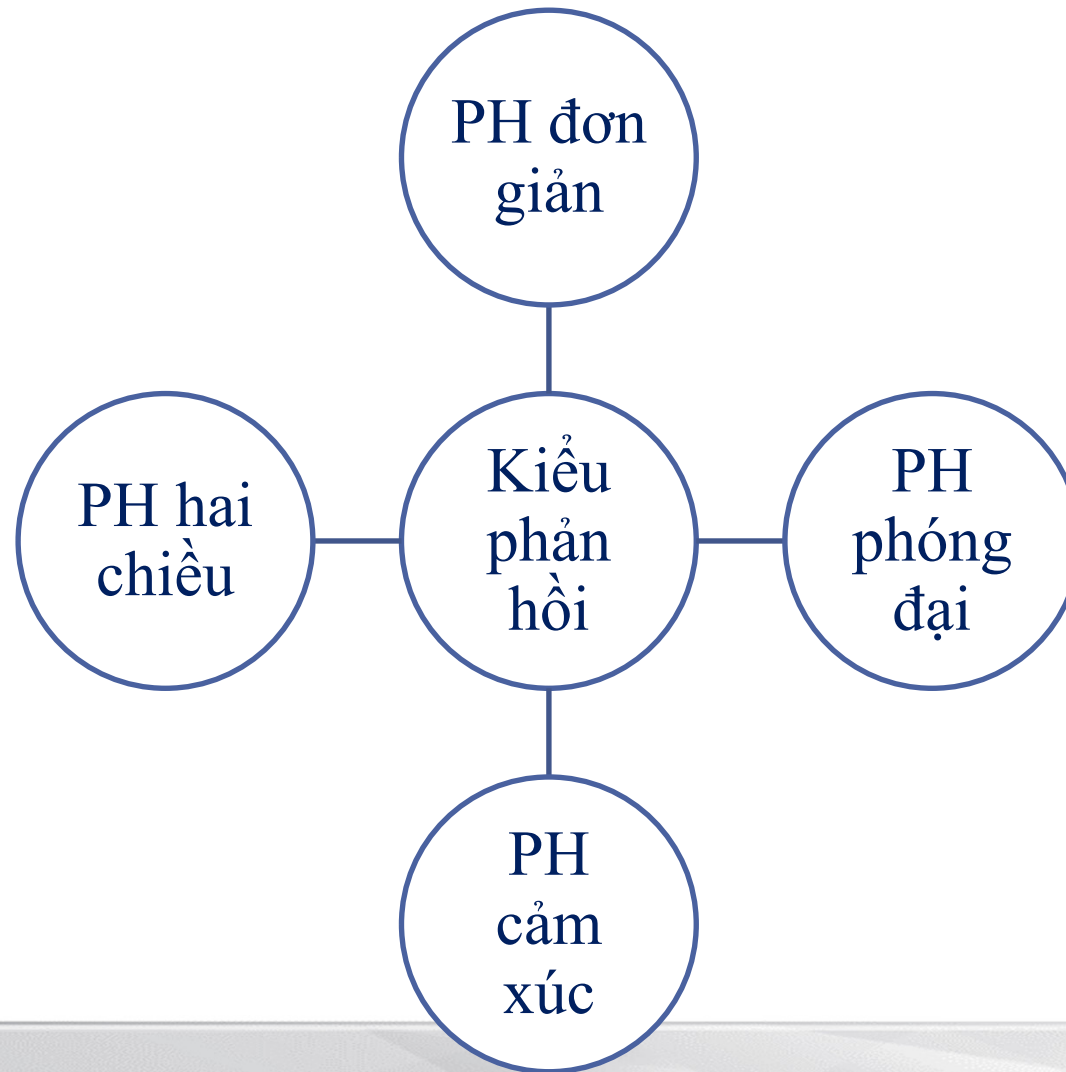 PH đơn
giản
PH hai
chiều
Kiểu
phản
hồi
PH
phóng
đại
PH
cảm
xúc